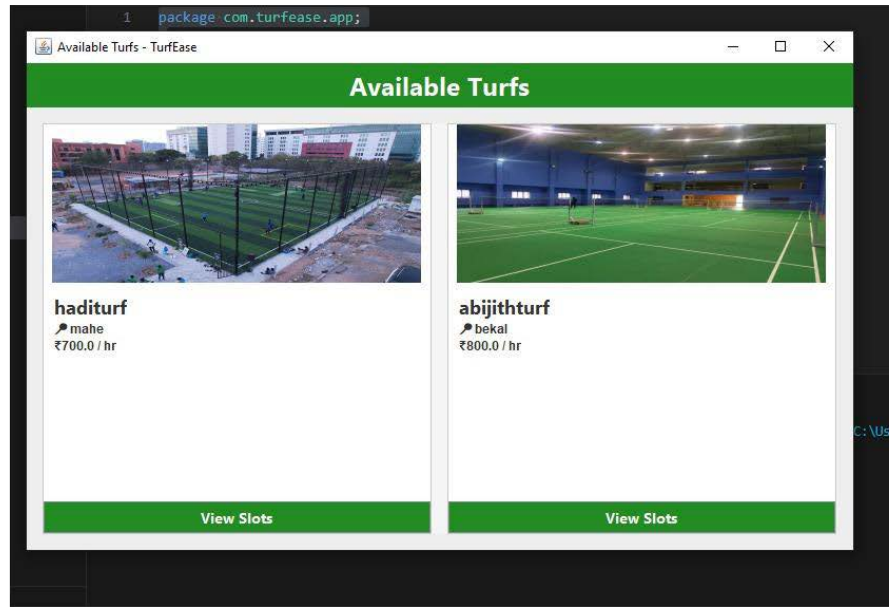 1 package com.turfease.app;
Available Turfs - TurfEase
Available Turfs
haditurf
mahe
₹700.0 / hr
View Slots
abijithturf
bekal
₹800.0 / hr
View Slots
C:\Us